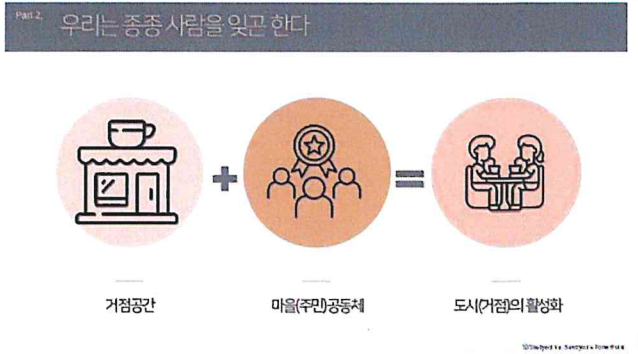 Part 2.
우리는 종종 사람을 잊곤 한다
거점공간
마을(주민)공동체
도시(거점)의 활성화